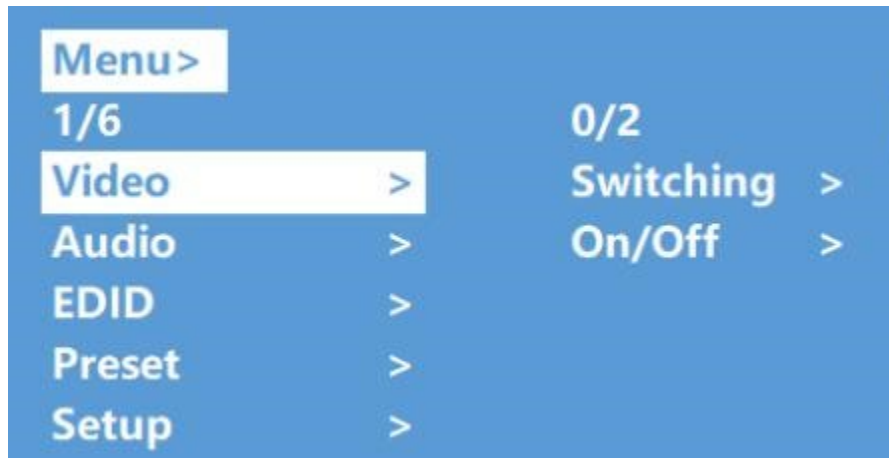 Menu>
1/6 0/2
Video > Switching >
Audio > On/Off >
EDID >
Preset >
Setup >